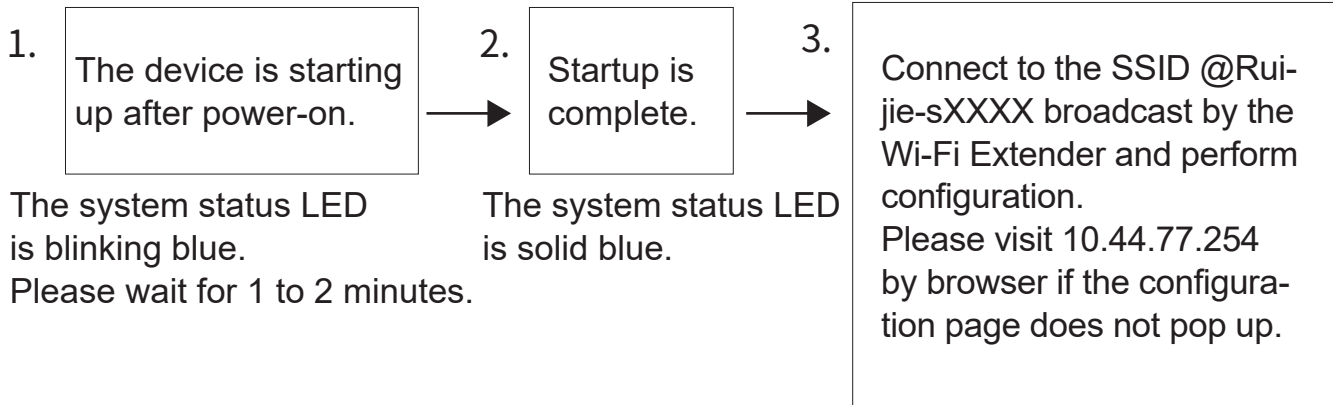 1.
The device is starting
up after power-on.
The system status LED
is blinking blue.
Please wait for 1 to 2 minutes.
2.
Startup is
complete.
The system status LED
is solid blue.
3.
Connect to the SSID @Rui-
jie-sXXXX broadcast by the
Wi-Fi Extender and perform
configuration.
Please visit 10.44.77.254
by browser if the configura-
tion page does not pop up.